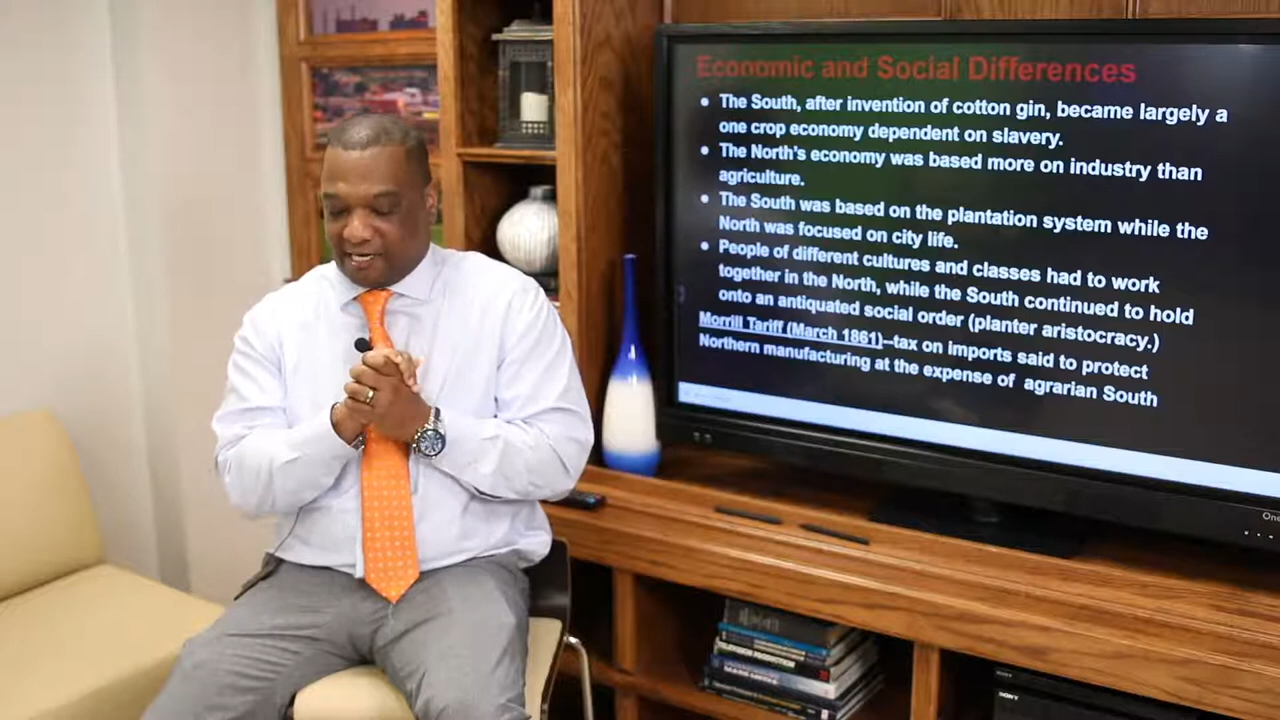 Economic and Social Differences
• The South, after invention of cotton gin, became largely a
one crop economy dependent on slavery.
• The North's economy was based more on industry than
agriculture.
• The South was based on the plantation system while the
North was focused on city life.
• People of different cultures and classes had to work
together in the North, while the South continued to hold
onto an antiquated social order (planter aristocracy.)
Morrill Tariff (March 1861)–tax on imports said to protect
Northern manufacturing at the expense of agrarian South
SONY